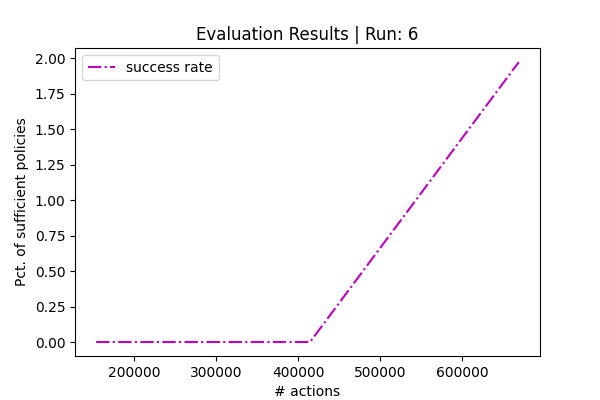 Evaluation Results | Run: 6
success rate
Pct. of sufficient policies
2.00
1.75
1.50
1.25
1.00
0.75
0.50
0.25
0.00
200000 300000 400000 500000 600000
# actions